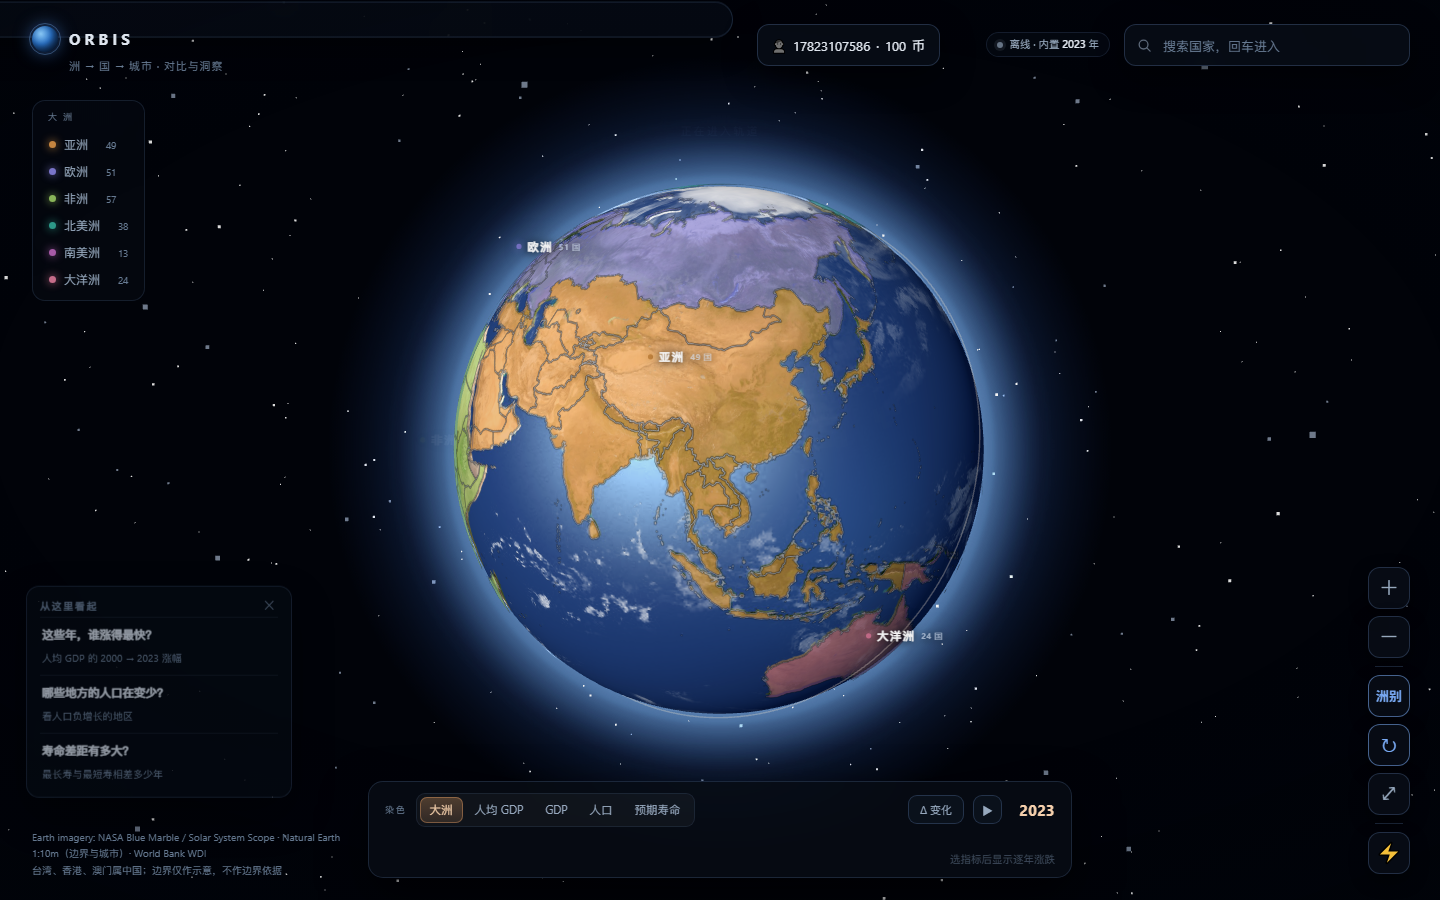 ORBIS
洲 → 国 → 城市 · 对比与洞察
17823107586 · 100 币
离线 · 内置 2023 年
搜索国家，回车进入
大 洲
亚洲 49
欧洲 51
非洲 57
北美洲 38
南美洲 13
大洋洲 24
欧洲 51 国
亚洲 49 国
大洋洲 24 国
从这里看起
这些年，谁涨得最快？
人均 GDP 的 2000 → 2023 涨幅
哪些地方的人口在变少？
看人口负增长的地区
寿命差距有多大？
最长寿与最短寿相差多少年
洲别
染色 大洲 人均 GDP GDP 人口 预期寿命 Δ 变化 2023
选指标后显示逐年涨跌
Earth imagery: NASA Blue Marble / Solar System Scope · Natural Earth
1:10m（边界与城市）· World Bank WDI
台湾、香港、澳门属中国；边界仅作示意，不作边界依据。